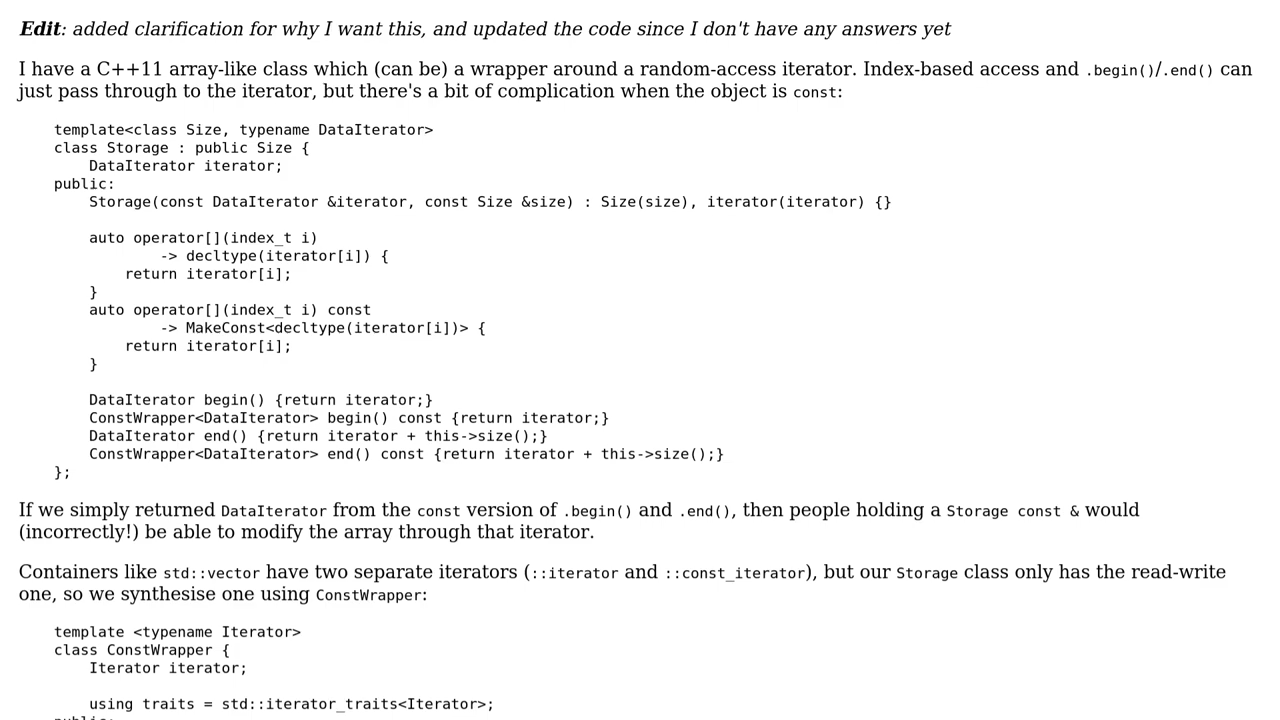 Edit: added clarification for why I want this, and updated the code since I don't have any answers yet
I have a C++11 array-like class which (can be) a wrapper around a random-access iterator. Index-based access and .begin()/.end() can
just pass through to the iterator, but there's a bit of complication when the object is const:
template<class Size, typename DataIterator>
class Storage : public Size {
    DataIterator iterator;
public:
    Storage(const DataIterator &iterator, const Size &size) : Size(size), iterator(iterator) {}
    auto operator[](index_t i)
            -> decltype(iterator[i]) {
        return iterator[i];
    }
    auto operator[](index_t i) const
            -> MakeConst<decltype(iterator[i])> {
        return iterator[i];
    }
    DataIterator begin() {return iterator;}
    ConstWrapper<DataIterator> begin() const {return iterator;}
    DataIterator end() {return iterator + this->size();}
    ConstWrapper<DataIterator> end() const {return iterator + this->size();}
};
If we simply returned DataIterator from the const version of .begin() and .end(), then people holding a Storage const & would
(incorrectly!) be able to modify the array through that iterator.
Containers like std::vector have two separate iterators (::iterator and ::const_iterator), but our Storage class only has the read-write
one, so we synthesise one using ConstWrapper:
template <typename Iterator>
class ConstWrapper {
    Iterator iterator;
    using traits = std::iterator_traits<Iterator>;